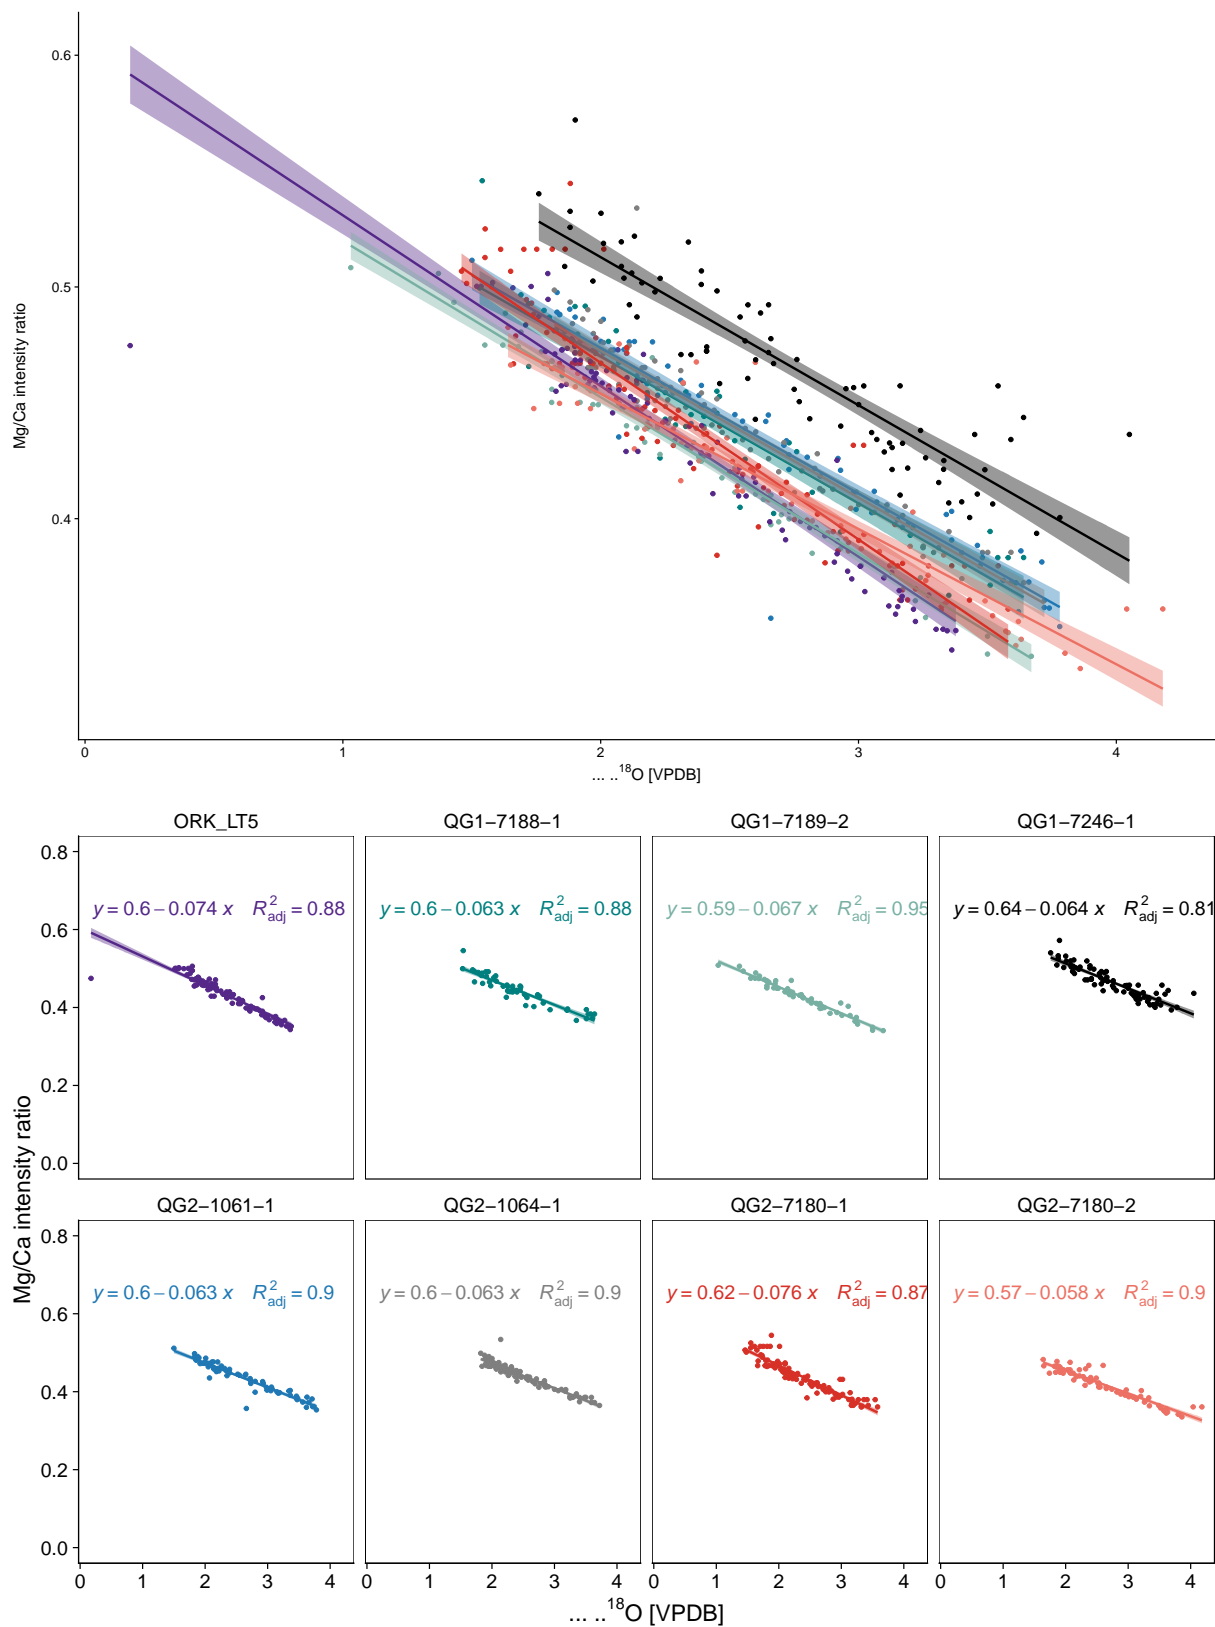 0.6
0.5
0.4
Mg/Ca intensity ratio
0 1 2 3 4
... ..¹⁸O [VPDB]
ORK_LT5 QG1−7188−1 QG1−7189−2 QG1−7246−1
y = 0.6 − 0.074 x R²adj = 0.88
y = 0.6 − 0.063 x R²adj = 0.88
y = 0.59 − 0.067 x R²adj = 0.95
y = 0.64 − 0.064 x R²adj = 0.81
0.8
0.6
0.4
0.2
0.0
Mg/Ca intensity ratio
QG2−1061−1 QG2−1064−1 QG2−7180−1 QG2−7180−2
y = 0.6 − 0.063 x R²adj = 0.9
y = 0.6 − 0.063 x R²adj = 0.9
y = 0.62 − 0.076 x R²adj = 0.87
y = 0.57 − 0.058 x R²adj = 0.9
0.8
0.6
0.4
0.2
0.0
0 1 2 3 4 0 1 2 3 4 0 1 2 3 4 0 1 2 3 4
... ..¹⁸O [VPDB]